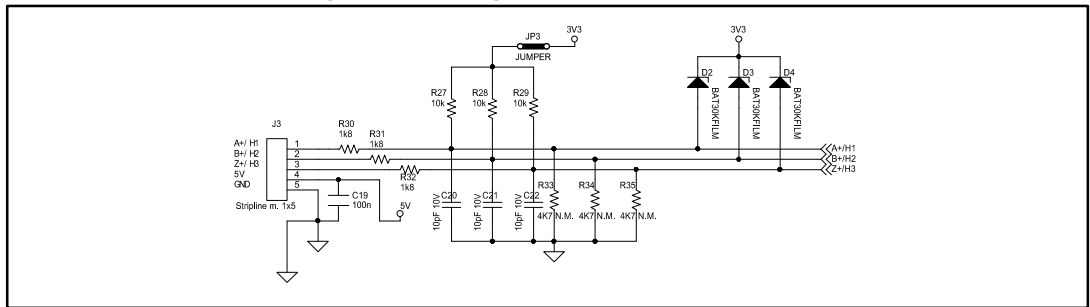 JP3
3V3
JUMPER
3V3
R27
10k
R28
10k
R29
10k
D2
BAT30KFILM
D3
BAT30KFILM
D4
BAT30KFILM
J3
A+/ H1
B+/ H2
Z+/ H3
5V
GND
1
2
3
4
5
Stripline m. 1x5
R30
1k8
R31
1k8
R32
1k8
A+/H1
B+/H2
Z+/H3
C19
100n
5V
C20
10pF 10V
C21
10pF 10V
C22
10pF 10V
R33
4K7 N.M.
R34
4K7 N.M.
R35
4K7 N.M.